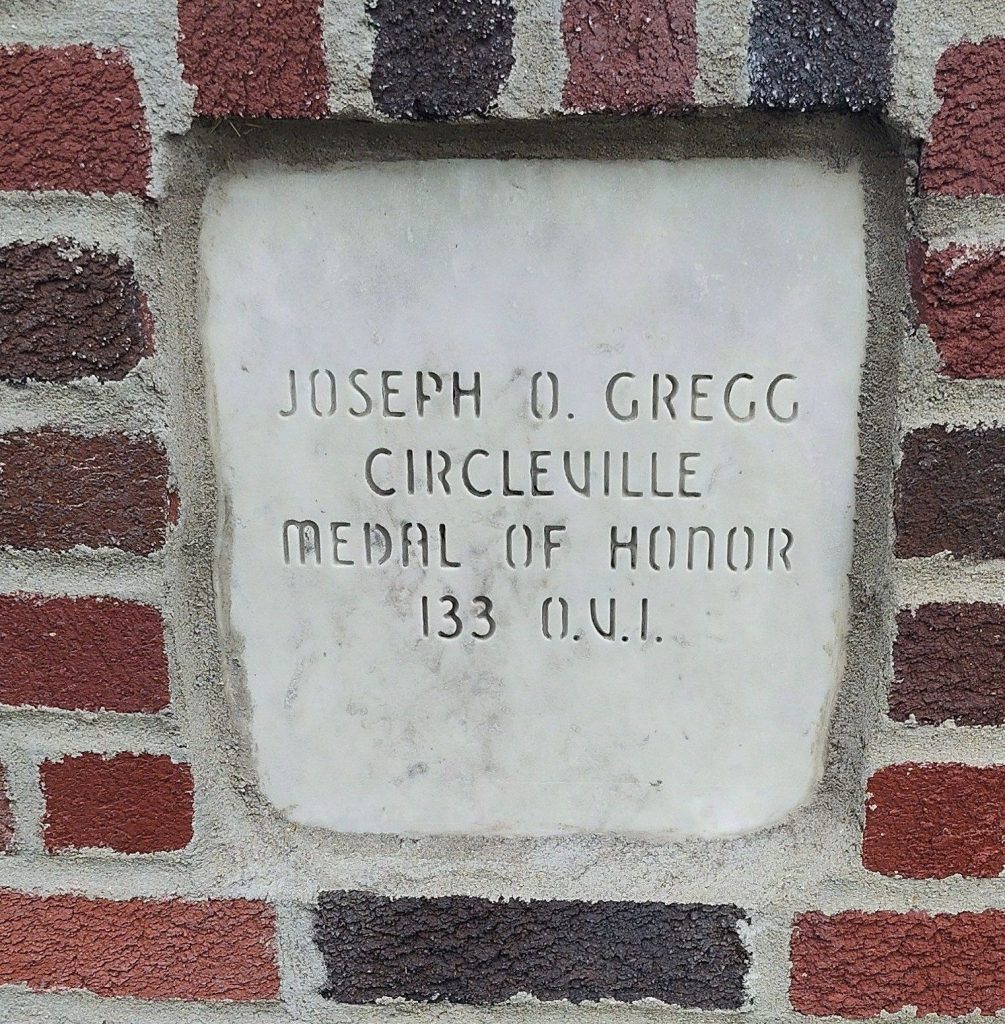 JOSEPH O. GREGG
CIRCLEVILLE
MEDAL OF HONOR
133 O.V.I.